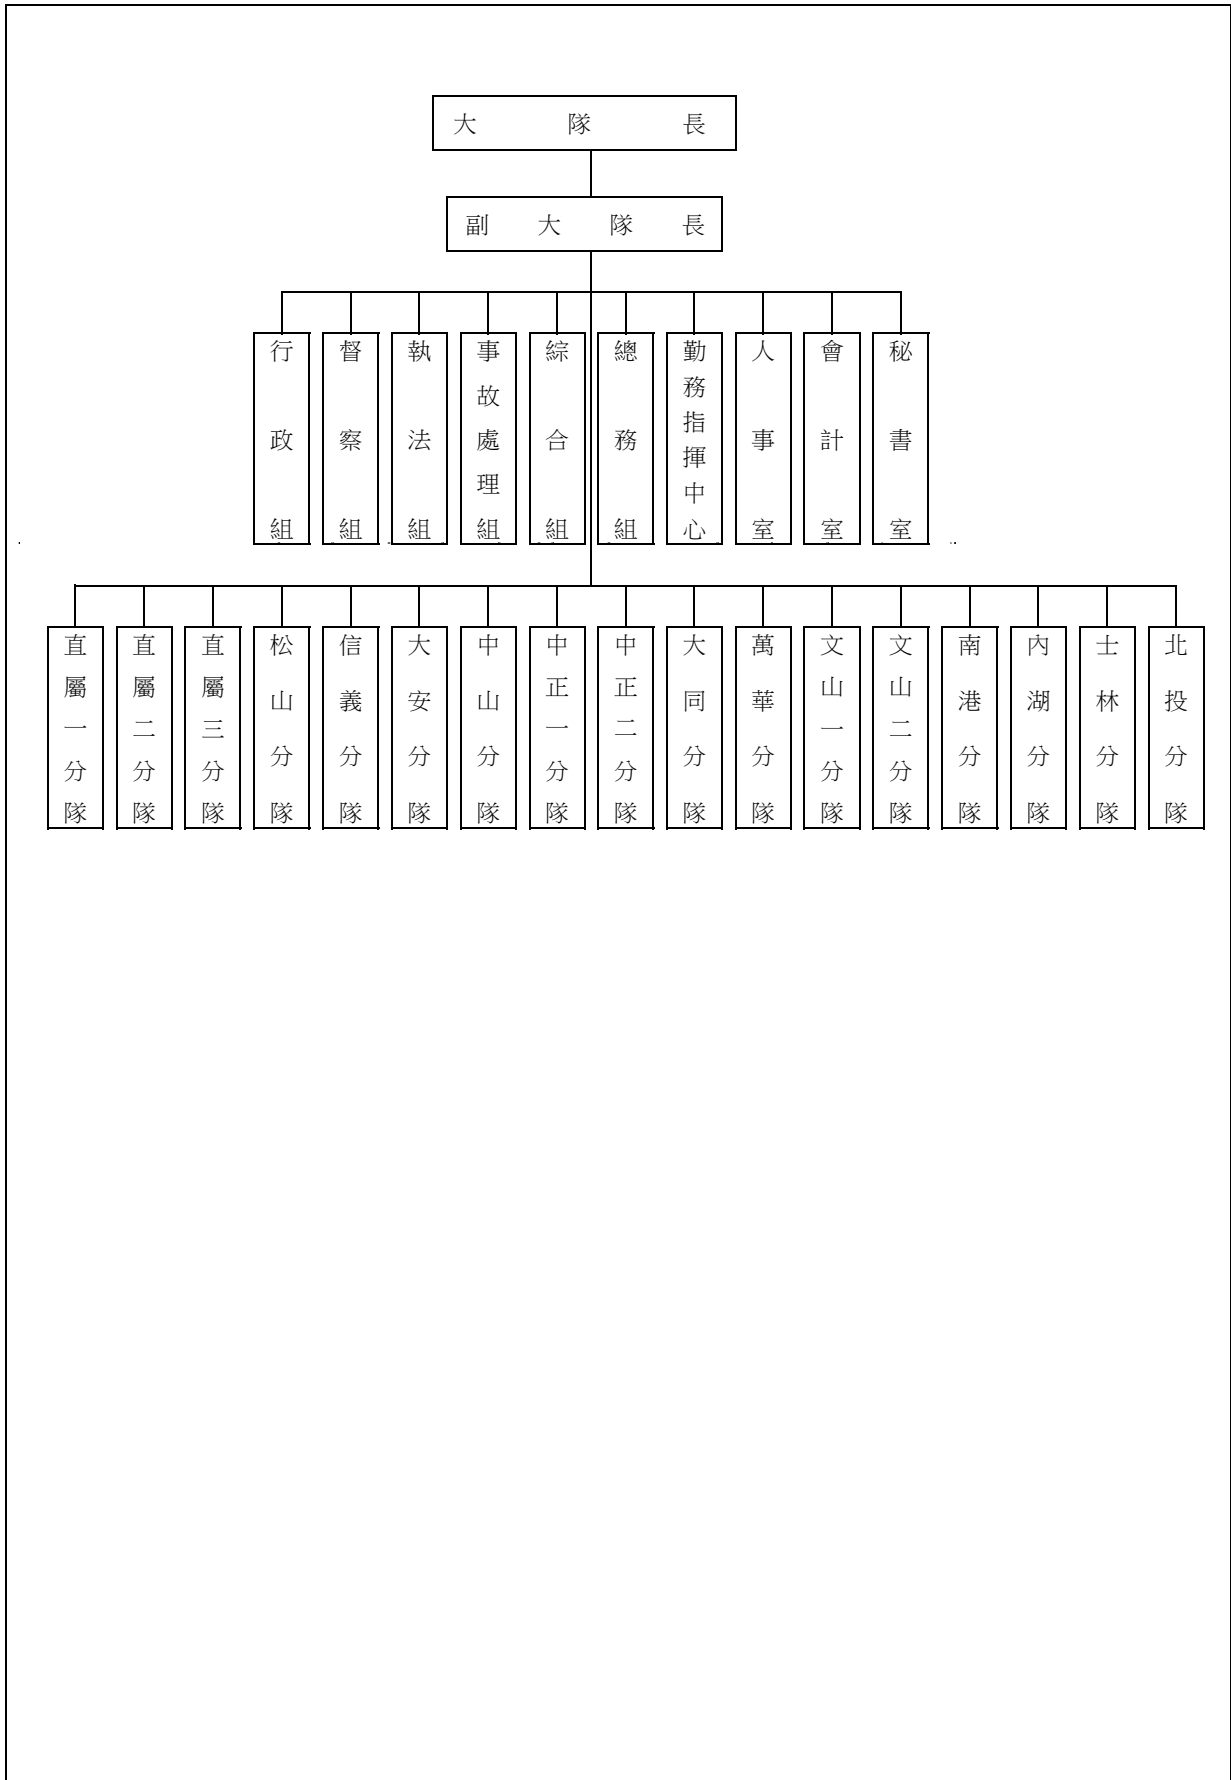 大隊長
副大隊長
行政組
督察組
執法組
事故處理組
綜合組
總務組
勤務指揮中心
人事室
會計室
秘書室
直屬一分隊
直屬二分隊
直屬三分隊
松山分隊
信義分隊
大安分隊
中山分隊
中正一分隊
中正二分隊
大同分隊
萬華分隊
文山一分隊
文山二分隊
南港分隊
內湖分隊
士林分隊
北投分隊